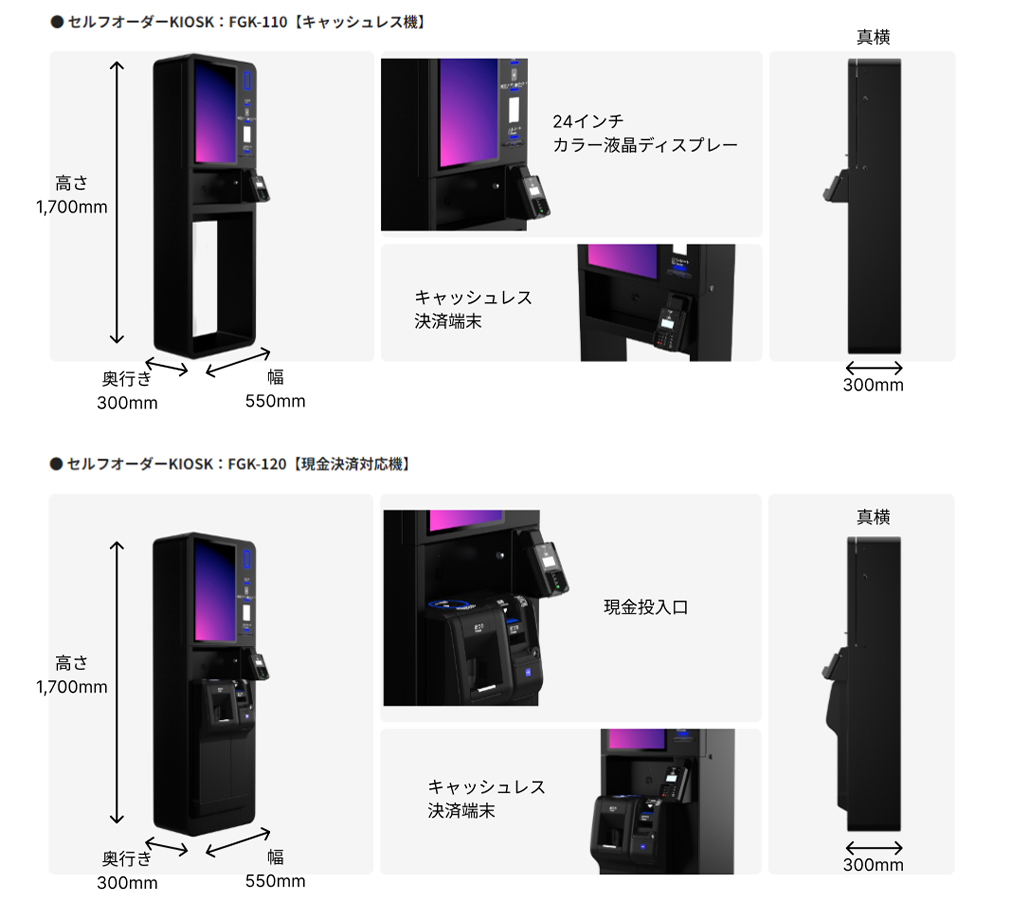 ● セルフオーダーKIOSK：FGK-110【キャッシュレス機】
高さ
1,700mm
奥行き
300mm
幅
550mm
24インチ
カラー液晶ディスプレー
キャッシュレス
決済端末
真横
300mm
● セルフオーダーKIOSK：FGK-120【現金決済対応機】
高さ
1,700mm
奥行き
300mm
幅
550mm
現金投入口
キャッシュレス
決済端末
真横
300mm